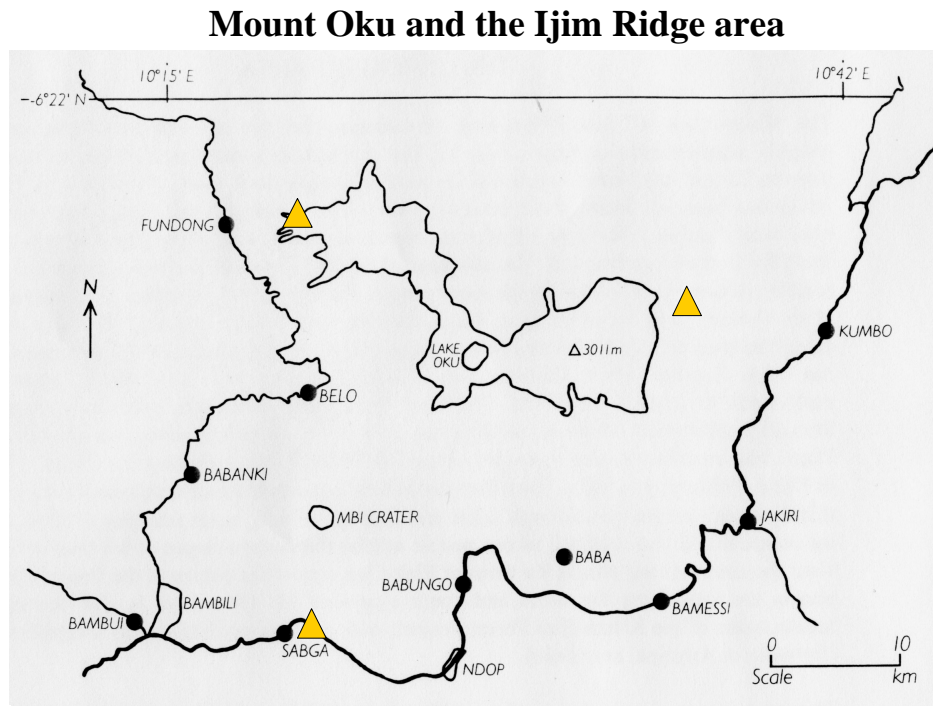 Mount Oku and the Ijim Ridge area
10°15' E
10°42' E
6°22' N
FUNDONG
N
LAKE
OKU
3011m
KUMBO
BELO
BABANKI
MBI CRATER
JAKIRI
BABA
BABUNGO
BAMBILI
BAMESSI
BAMBUI
SABGA
NDOP
0 10
Scale km